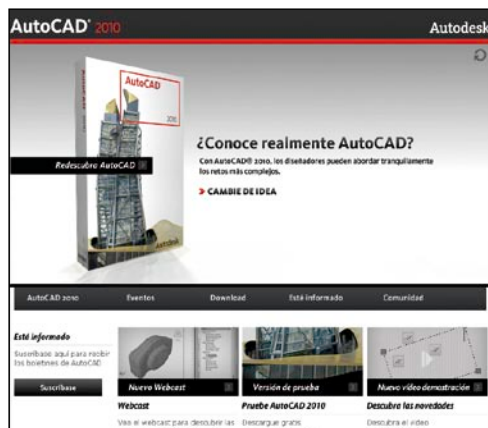 AutoCAD® 2010
Autodesk
AutoCAD
2010
Redescubra AutoCAD
Autodesk
¿Conoce realmente AutoCAD?
Con AutoCAD® 2010, los diseñadores pueden abordar tranquilamente
los retos más complejos.
CAMBIE DE IDEA
AutoCAD 2010
Eventos
Download
Esté informado
Comunidad
Esté informado
Suscríbase aquí para recibir
los boletines de AutoCAD
Suscríbase
Nuevo Webcast
Webcast
Vea el webcast para descubrir las
Versión de prueba
Pruebe AutoCAD 2010
Descargue gratis
Nuevo vídeo demostración
Descubra las novedades
Descubra el vídeo